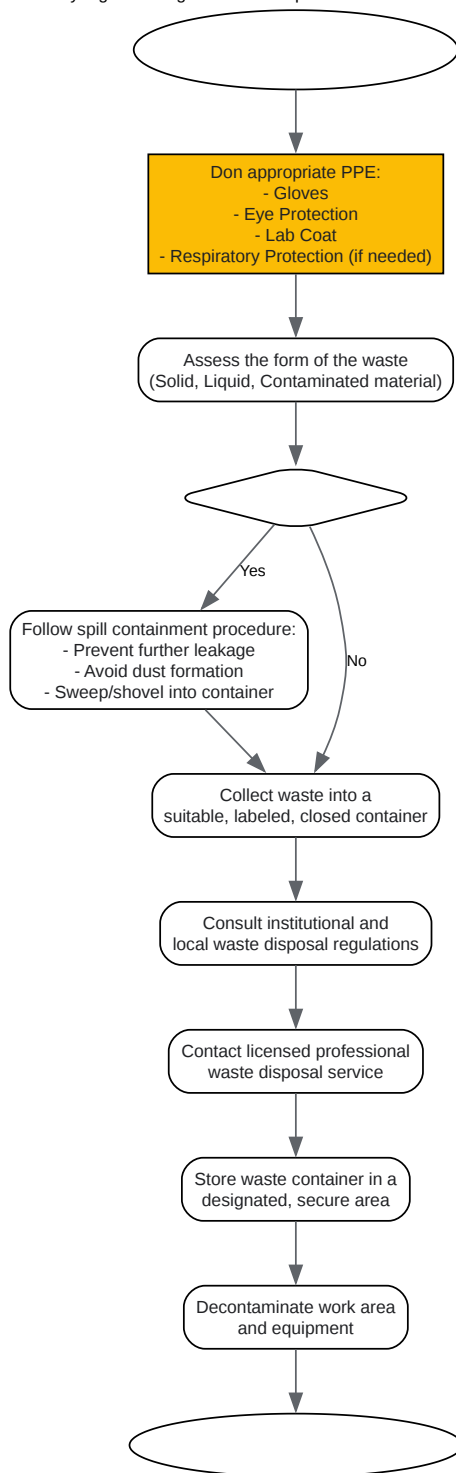 Don appropriate PPE:
- Gloves
- Eye Protection
- Lab Coat
- Respiratory Protection (if needed)
Assess the form of the waste
(Solid, Liquid, Contaminated material)
Yes
Follow spill containment procedure:
- Prevent further leakage
- Avoid dust formation
- Sweep/shovel into container
No
Collect waste into a
suitable, labeled, closed container
Consult institutional and
local waste disposal regulations
Contact licensed professional
waste disposal service
Store waste container in a
designated, secure area
Decontaminate work area
and equipment